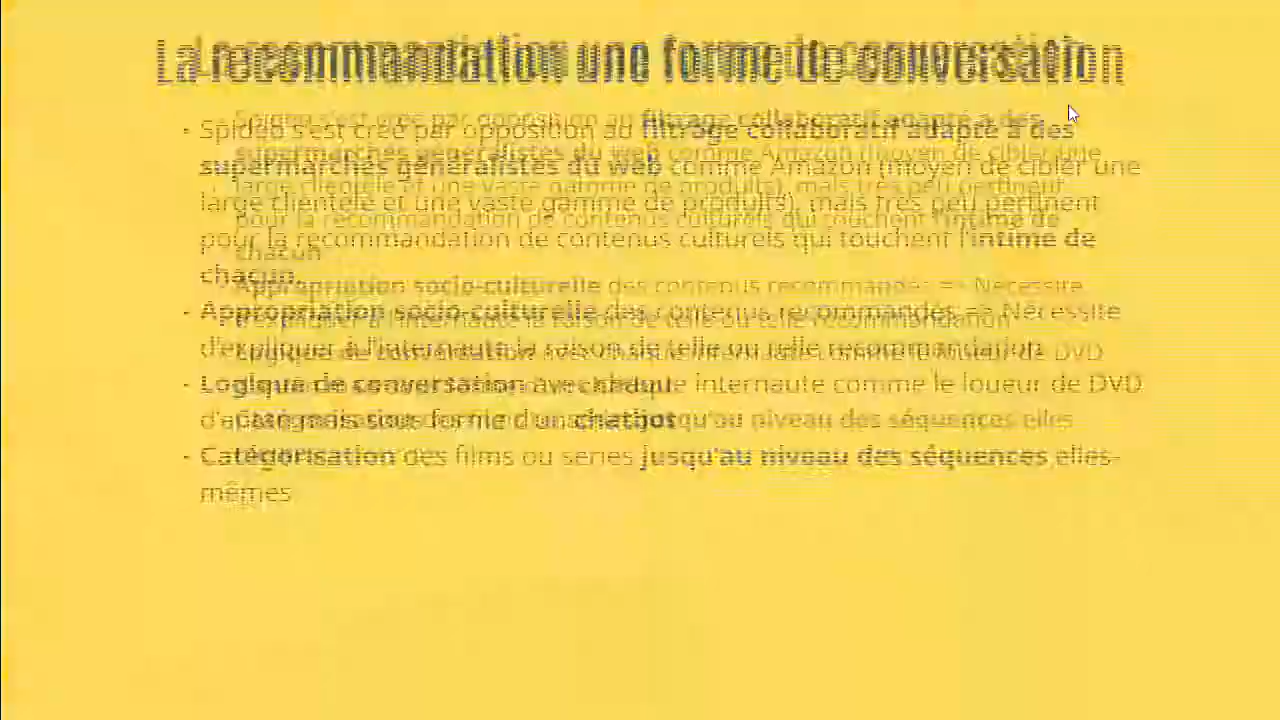 La recommandation une forme de conversation
- Spideo s'est créé par opposition au filtrage collaboratif adapté à des
supermarchés généralistes du web comme Amazon (moyen de cibler une
large clientèle et une vaste gamme de produits), mais très peu pertinent
pour la recommandation de contenus culturels qui touchent l'intime de
chacun.
- Appropriation socio-culturelle des contenus recommandés => Nécessite
d'expliquer à l'internaute la raison de telle ou telle recommandation
- Logique de conversation avec chaque internaute comme le loueur de DVD
d'antan mais sous forme d'un chatbot
- Catégorisation des films ou séries jusqu'au niveau des séquences elles-
mêmes